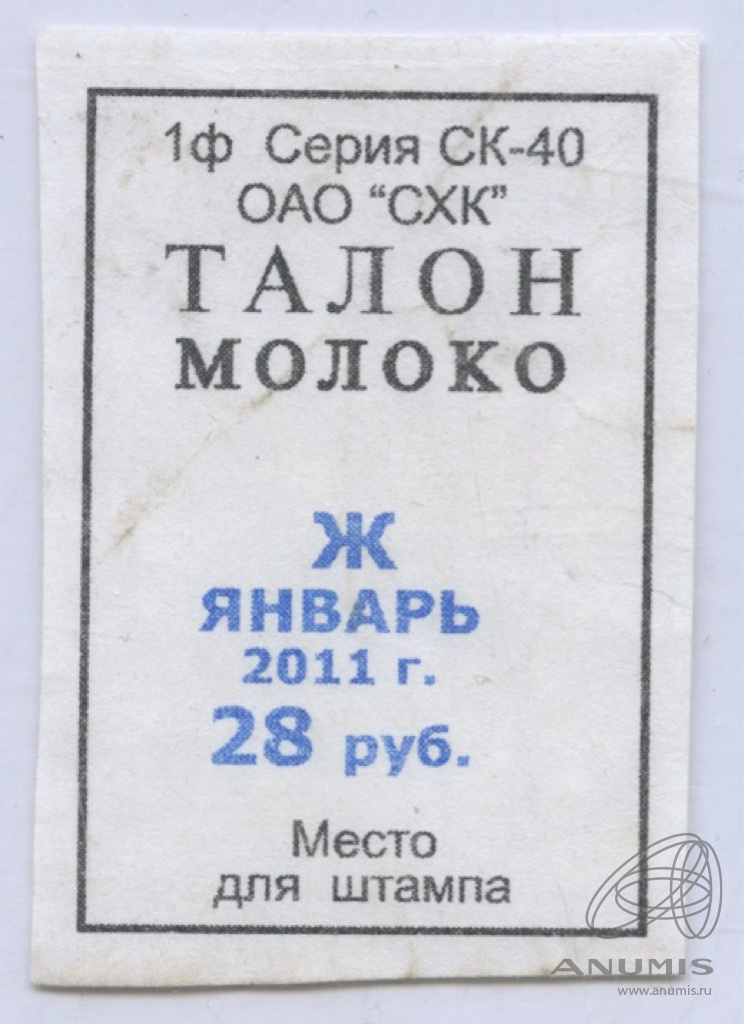 1ф Серия СК-40
ОАО “СХК”
ТАЛОН
МОЛОКО
Ж
ЯНВАРЬ
2011 г.
28 руб.
Место
для штампа
ANUMIS
www.anumis.ru